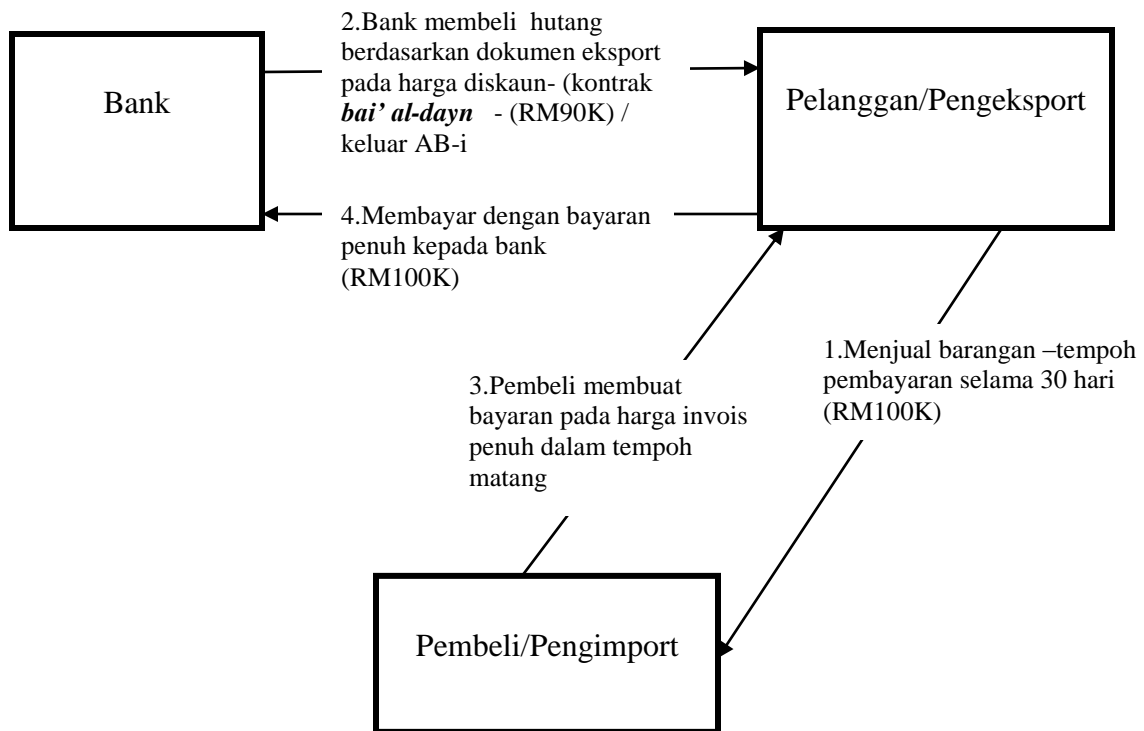 2.Bank membeli hutang
berdasarkan dokumen eksport
pada harga diskaun- (kontrak
bai’ al-dayn - (RM90K) /
keluar AB-i
Bank
Pelanggan/Pengeksport
4.Membayar dengan bayaran
penuh kepada bank
(RM100K)
1.Menjual barangan –tempoh
pembayaran selama 30 hari
(RM100K)
3.Pembeli membuat
bayaran pada harga invois
penuh dalam tempoh
matang
Pembeli/Pengimport